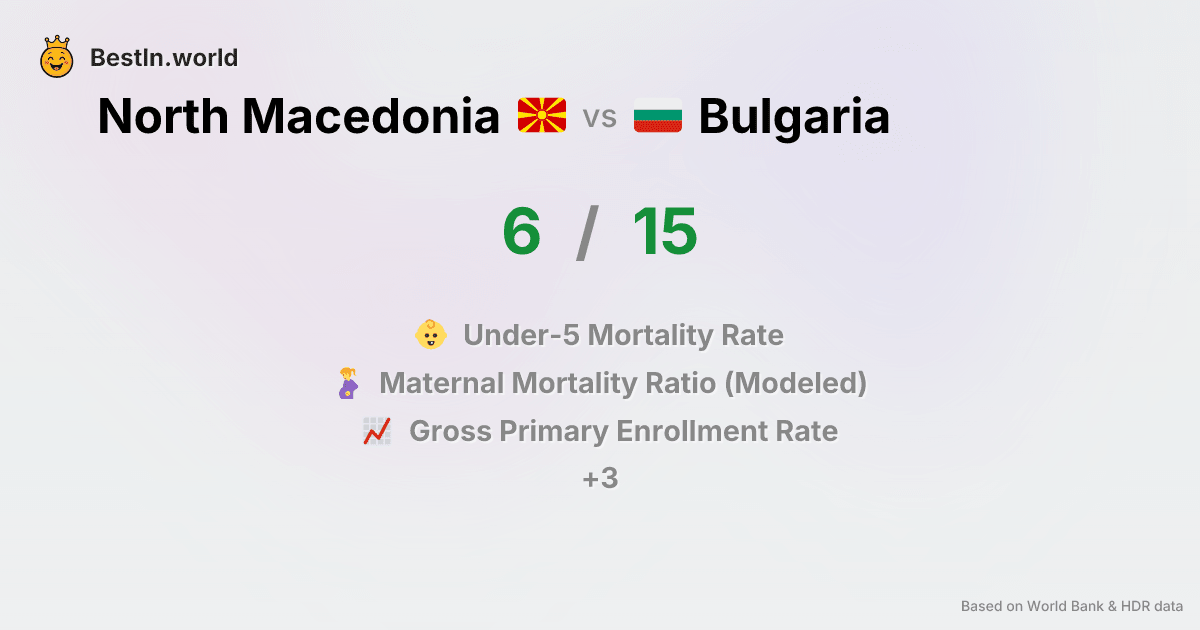 BestIn.world
North Macedonia vs Bulgaria
6 / 15
Under-5 Mortality Rate
Maternal Mortality Ratio (Modeled)
Gross Primary Enrollment Rate
+3
Based on World Bank & HDR data